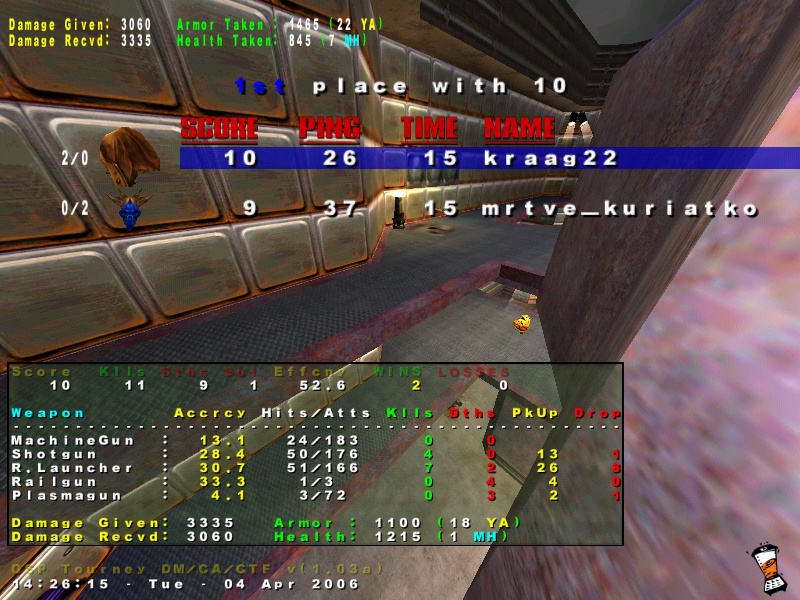 Damage Given: 3060 Armor Taken : 1465 (22 YA)
Damage Recvd: 3335 Health Taken: 845 (7 MH)
1st place with 10
SCORE PING TIME NAME
2/0 10 26 15 kraag22
0/2 9 37 15 mrtve_kuriatko
Score Klls Dths Sui Effcny WINS LOSSES
10 11 9 1 52.6 2 0
Weapon Accrcy Hits/Atts Klls Dths PkUp Drop
MachineGun : 13.1 24/183 0 0
Shotgun : 28.4 50/176 4 0 13 1
R.Launcher : 30.7 51/166 7 2 26 8
Railgun : 33.3 1/3 0 4 4 0
Plasmagun : 4.1 3/72 0 3 2 1
Damage Given: 3335 Armor : 1100 (18 YA)
Damage Recvd: 3060 Health: 1215 (1 MH)
OSP Tourney DM/CA/CTF v(1.03a)
14:26:15 - Tue - 04 Apr 2006